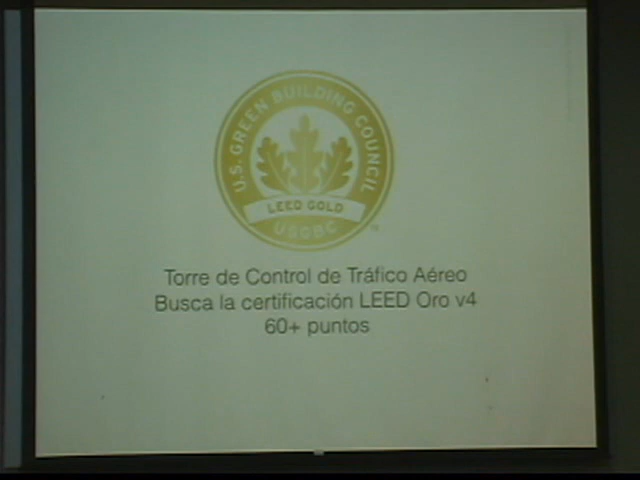 U.S. GREEN BUILDING COUNCIL
LEED GOLD
USGBC
Torre de Control de Tráfico Aéreo
Busca la certificación LEED Oro v4
60+ puntos